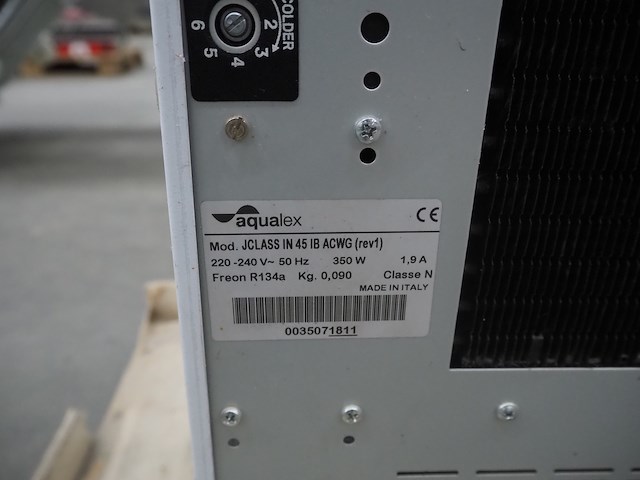 COLDER
6 2
5 4 3
aqualex CE
Mod. JCLASS IN 45 IB ACWG (rev1)
220 -240 V~ 50 Hz 350 W 1,9 A
Freon R134a Kg. 0,090 Classe N
MADE IN ITALY
0035071811